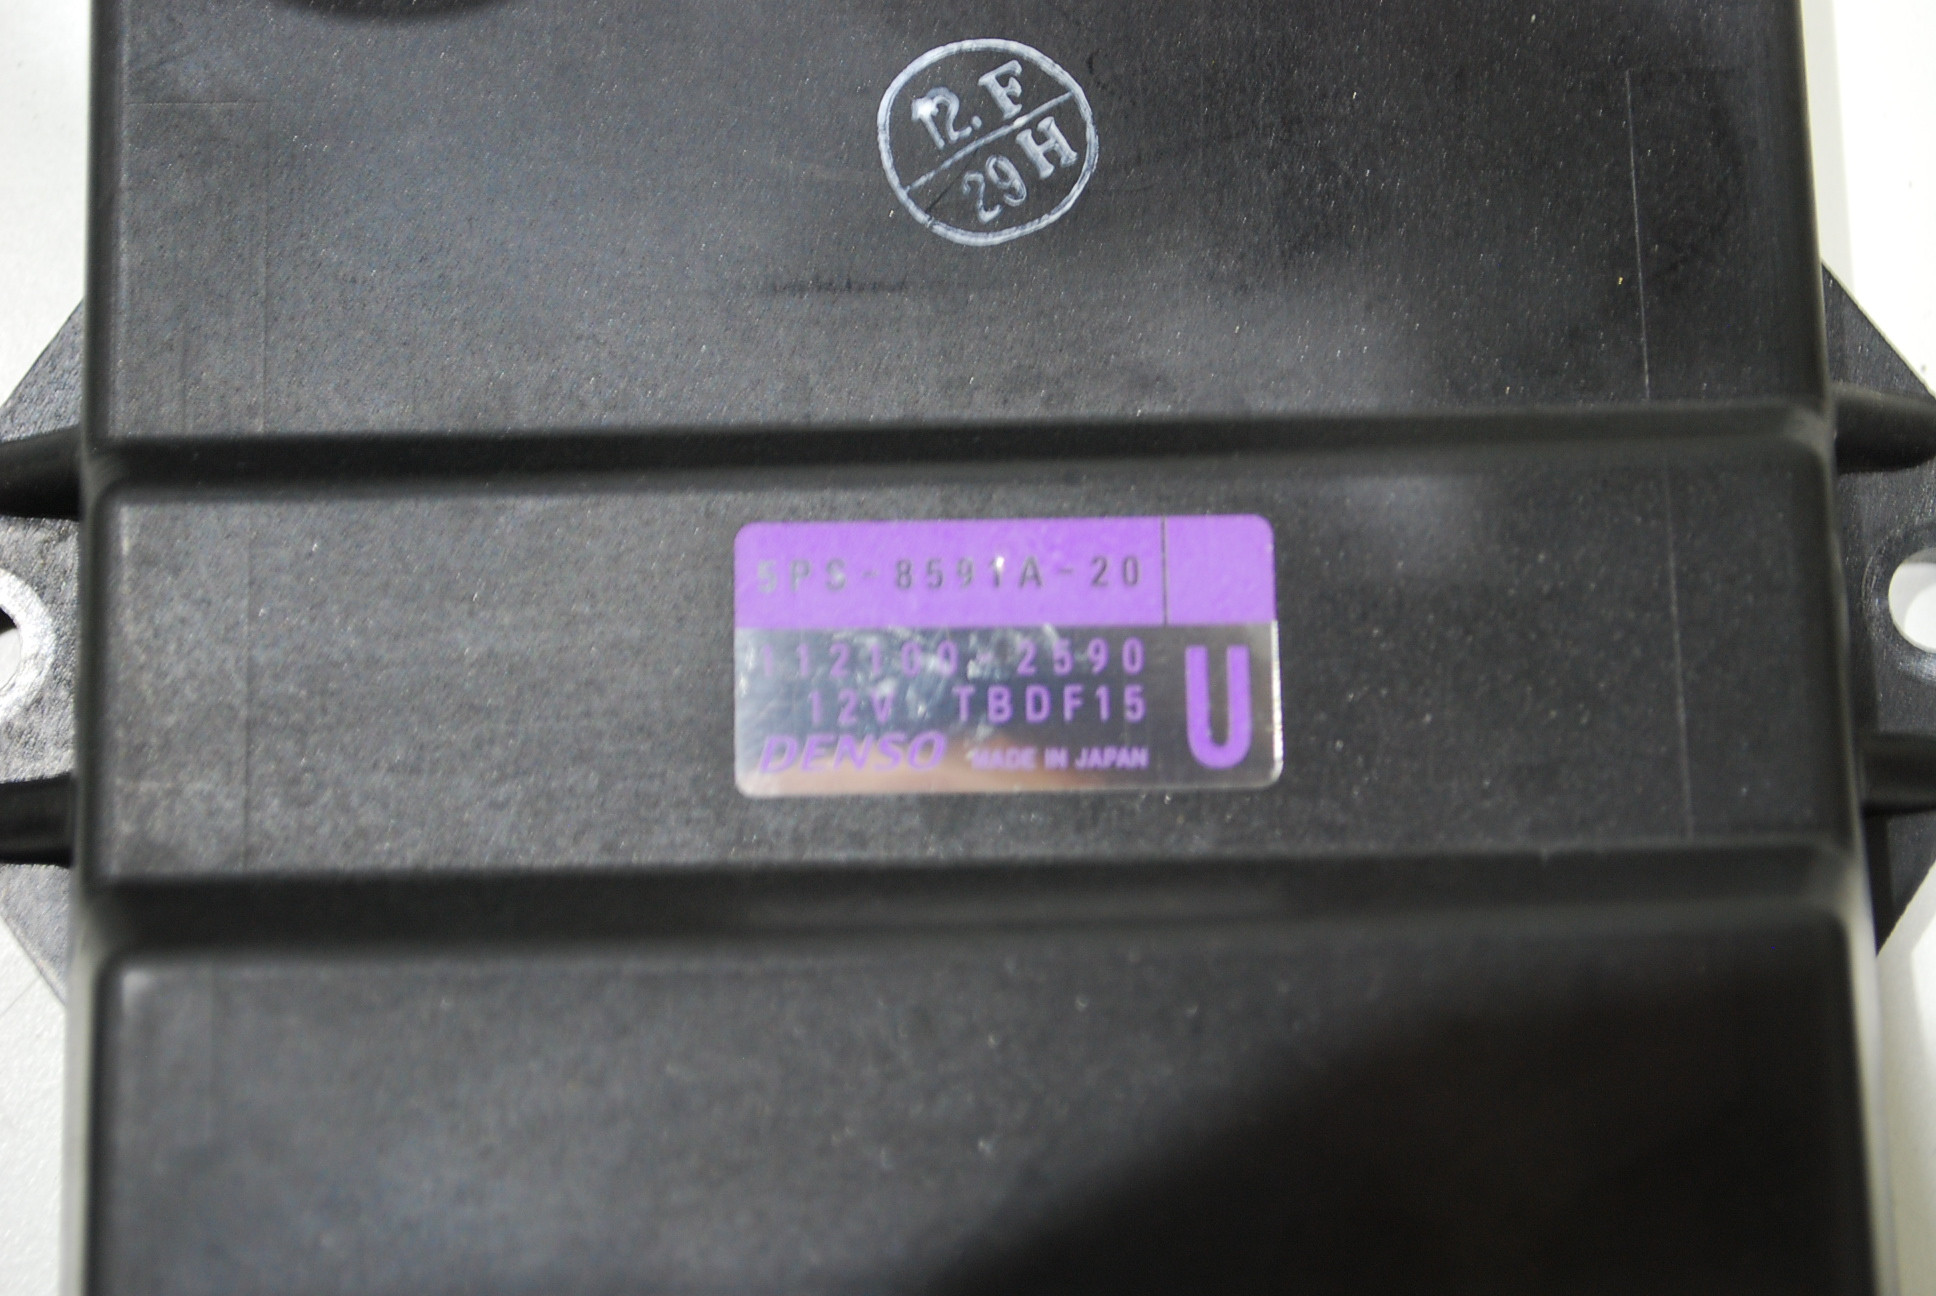 12.F
29H
5PS-8591A-20
112100-2590
12V TBDF15
U
DENSO MADE IN JAPAN